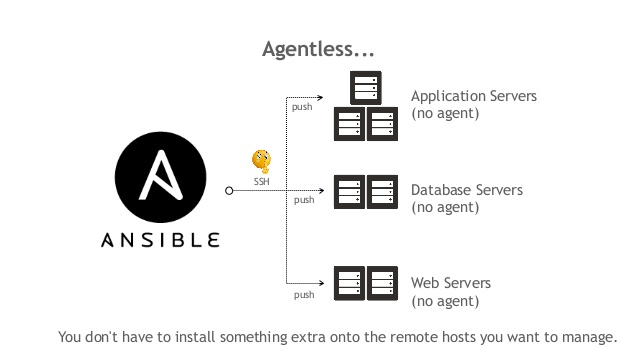 Agentless...
push
Application Servers
(no agent)
SSH
push
Database Servers
(no agent)
ANSIBLE
push
Web Servers
(no agent)
You don't have to install something extra onto the remote hosts you want to manage.